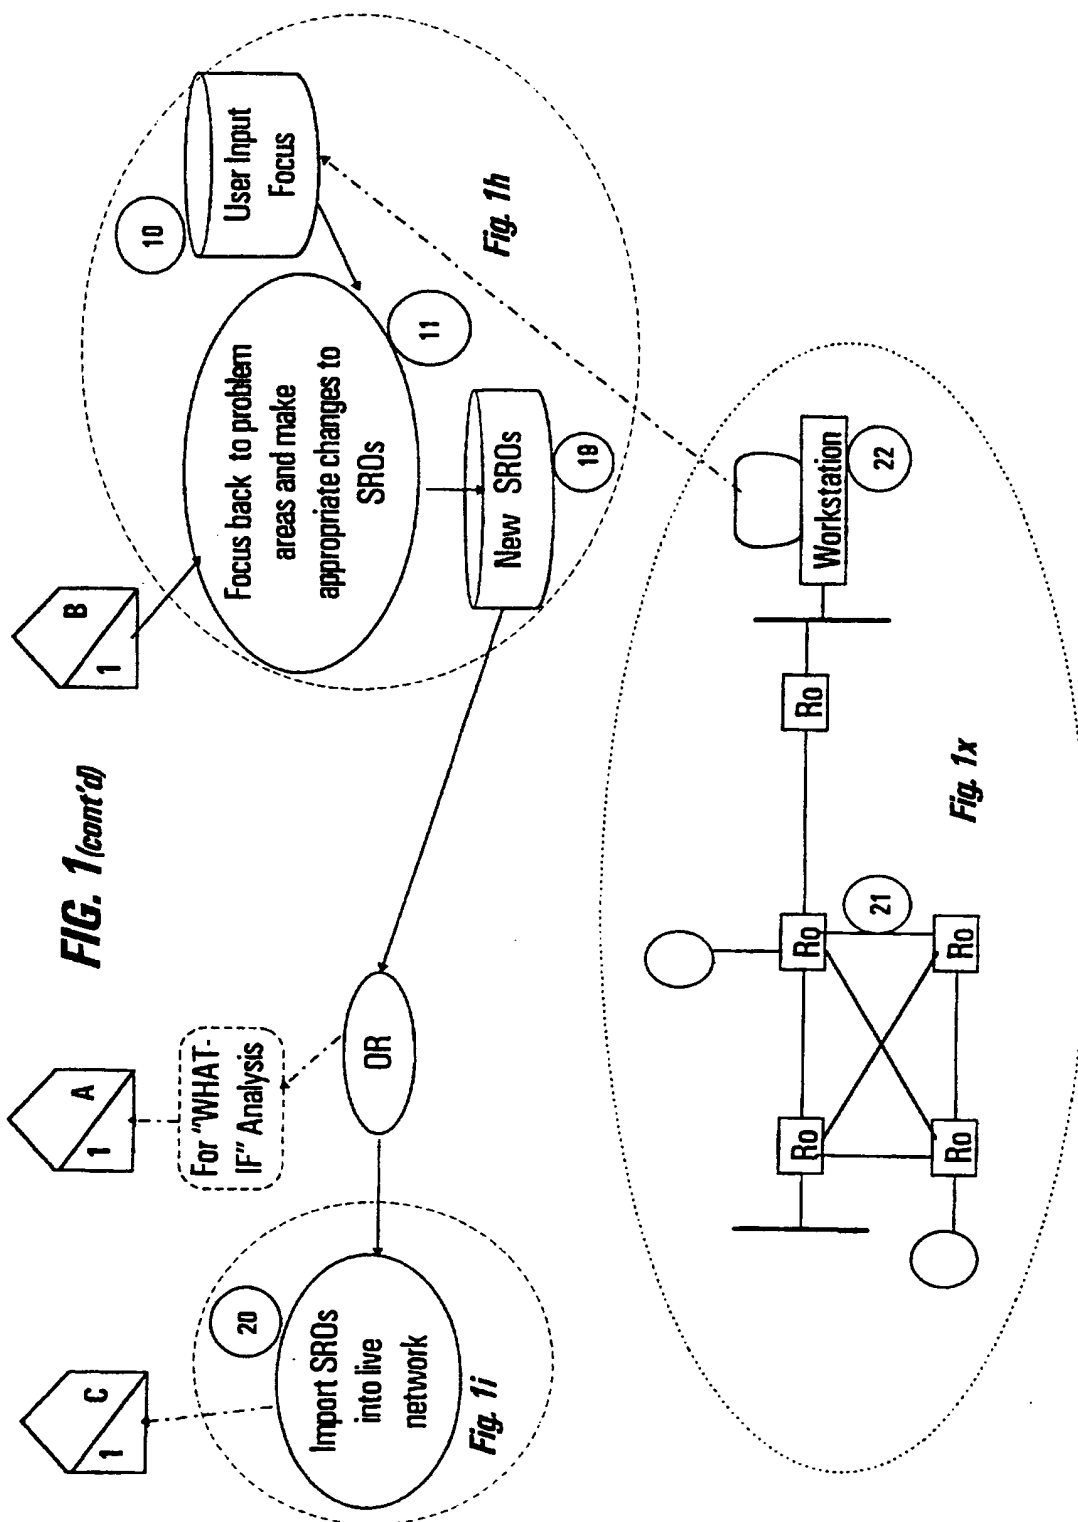 FIG. 1 (cont'd)
1 C
1 A
1 B
20
Import SROs
into live
network
Fig. 1i
For "WHAT-
IF" Analysis
OR
10
User Input
Focus
Focus back to problem
areas and make
appropriate changes to
SROs
11
New SROs
19
Fig. 1h
Ro
Ro
21
Ro
Ro
Ro
Workstation
22
Fig. 1x